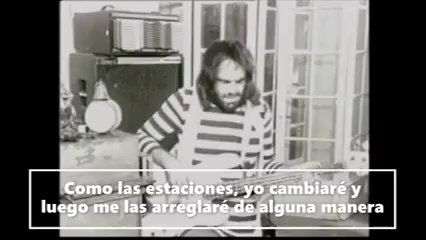 Como las estaciones, yo cambiaré y
luego me las arreglaré de alguna manera